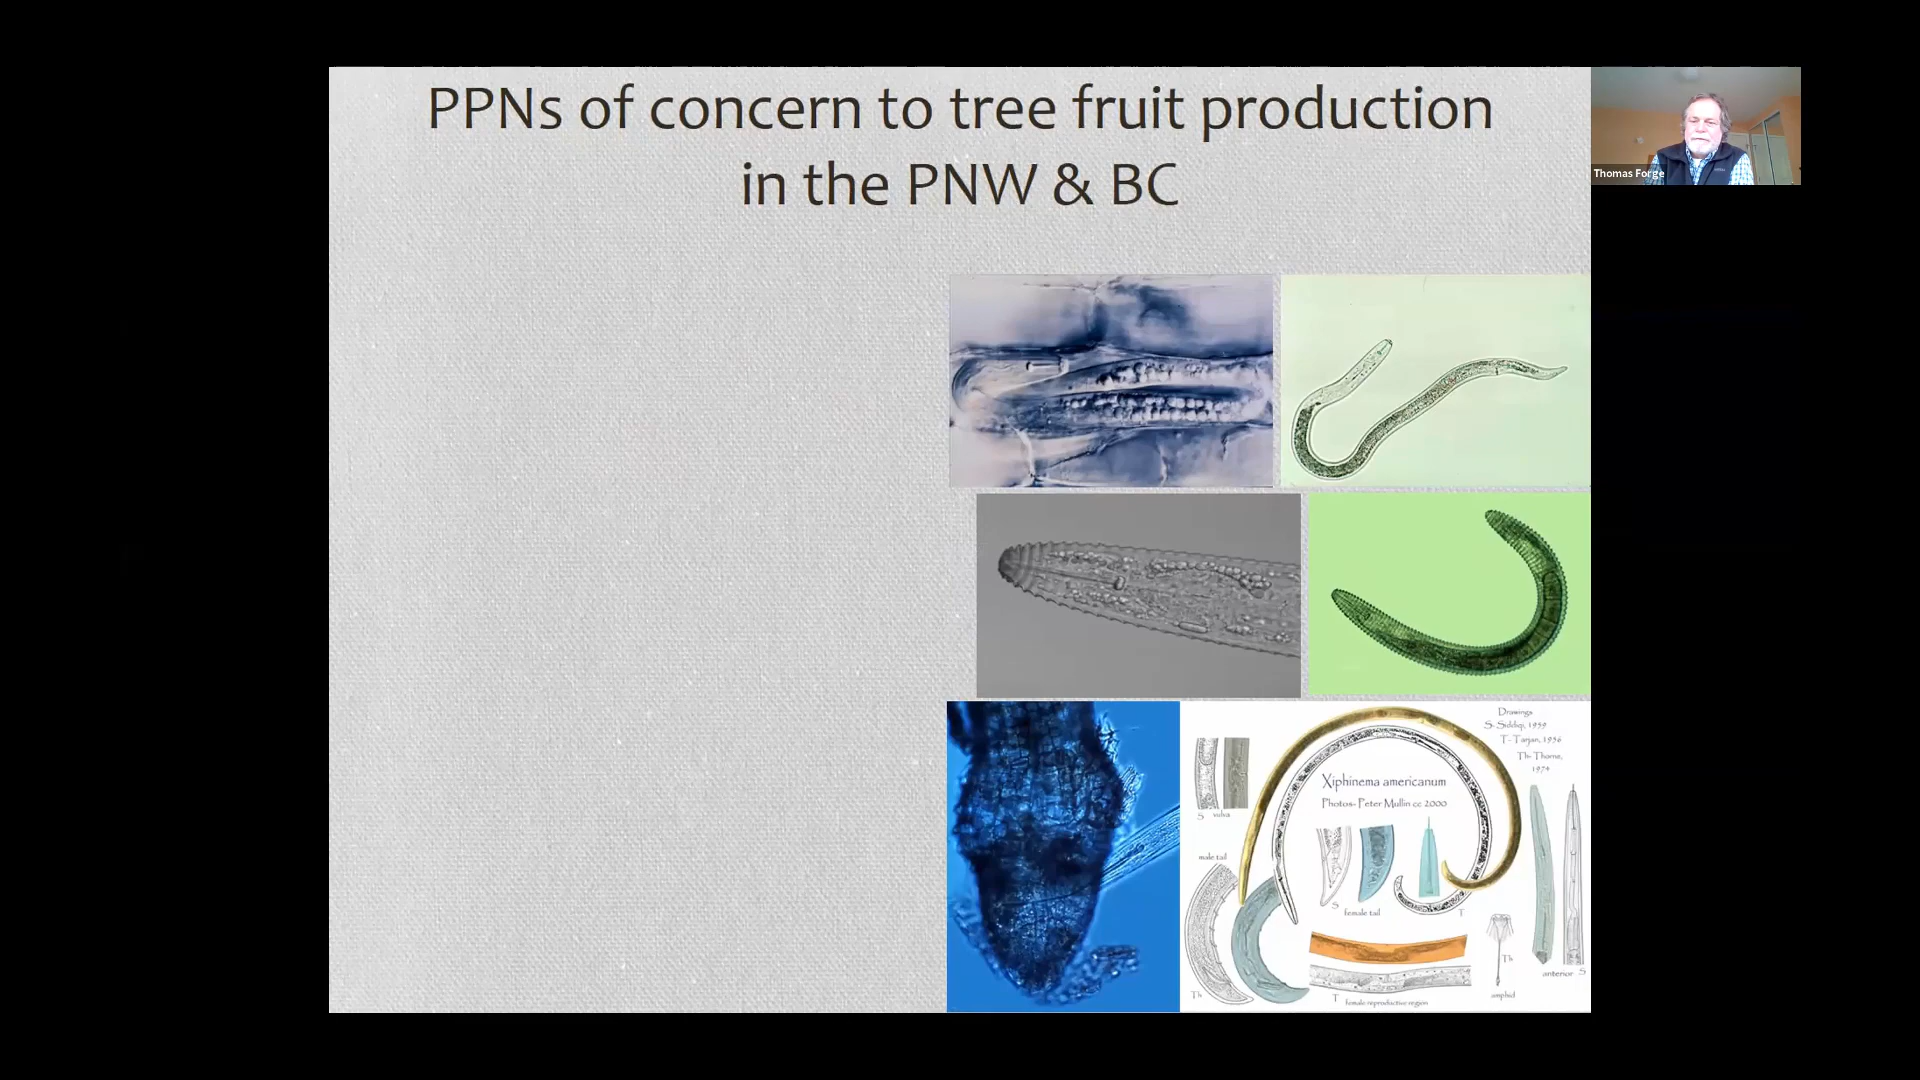 PPNs of concern to tree fruit production
in the PNW & BC
Thomas Forge
Drawings
S- Siddiqi, 1959
T- Tarjan, 1956
Th- Thorne,
1974
Xiphinema americanum
Photos- Peter Mullin cc 2000
S vulva
male tail
S
female tail
T
Th
Th
anterior S
T female reproductive region
amphid